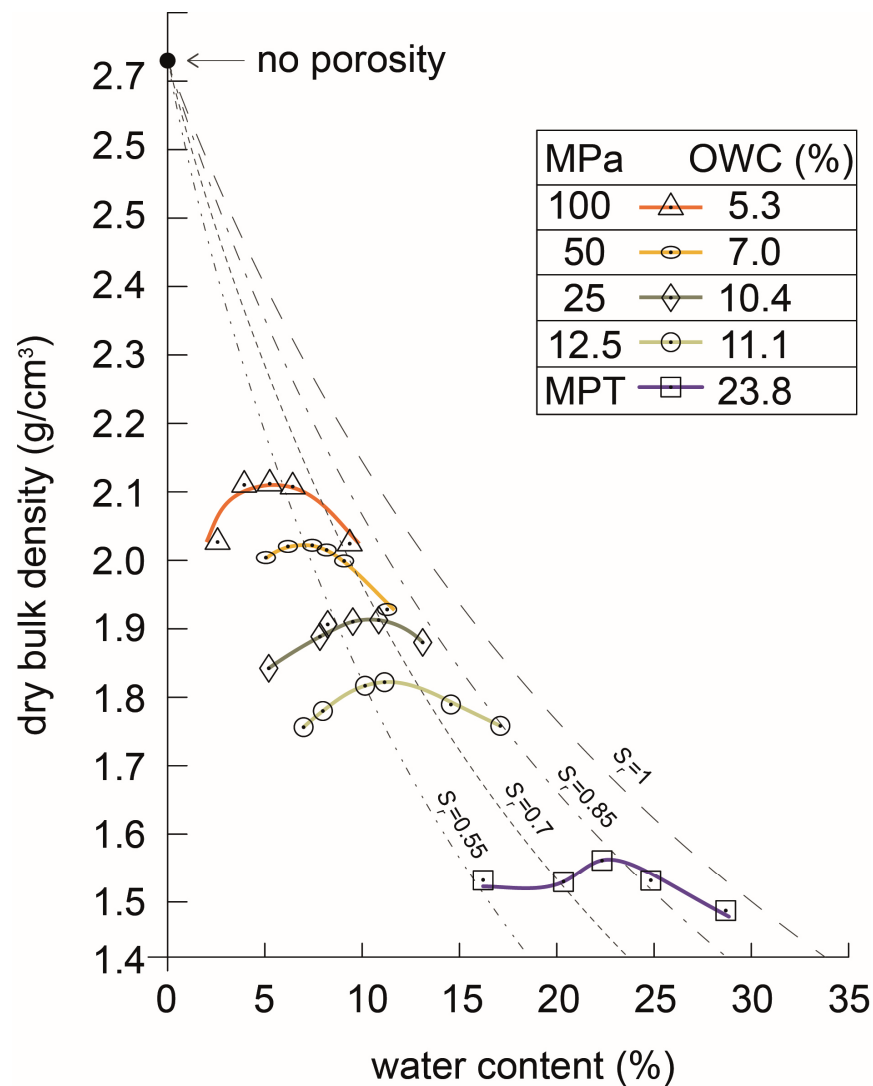 no porosity
2.7
2.5
2.5
2.4
2.3
2.2
2.1
2.0
1.9
1.8
1.7
1.6
1.5
1.4
dry bulk density (g/cm³)
MPa OWC (%)
100 5.3
50 7.0
25 10.4
12.5 11.1
MPT 23.8
Sr=1
Sr=0.85
Sr=0.7
Sr=0.55
0 5 10 15 20 25 30 35
water content (%)